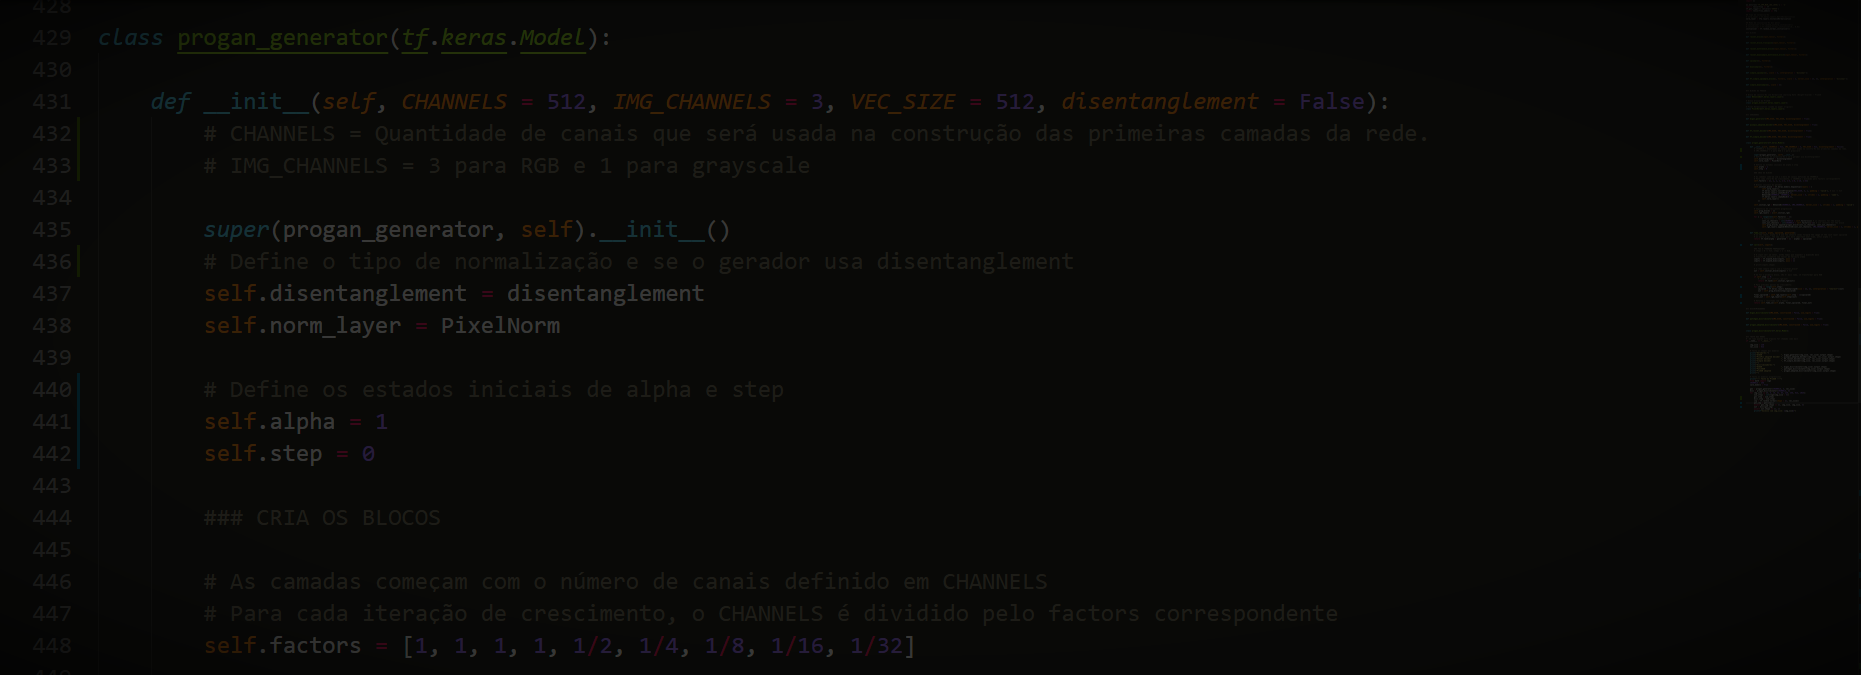 428
429 class progan_generator(tf.keras.Model):
430
431 def __init__(self, CHANNELS = 512, IMG_CHANNELS = 3, VEC_SIZE = 512, disentanglement = False):
432 # CHANNELS = Quantidade de canais que será usada na construção das primeiras camadas da rede.
433 # IMG_CHANNELS = 3 para RGB e 1 para grayscale
434
435 super(progan_generator, self).__init__()
436 # Define o tipo de normalização e se o gerador usa disentanglement
437 self.disentanglement = disentanglement
438 self.norm_layer = PixelNorm
439
440 # Define os estados iniciais de alpha e step
441 self.alpha = 1
442 self.step = 0
443
444 ### CRIA OS BLOCOS
445
446 # As camadas começam com o número de canais definido em CHANNELS
447 # Para cada iteração de crescimento, o CHANNELS é dividido pelo factors correspondente
448 self.factors = [1, 1, 1, 1, 1/2, 1/4, 1/8, 1/16, 1/32]
449